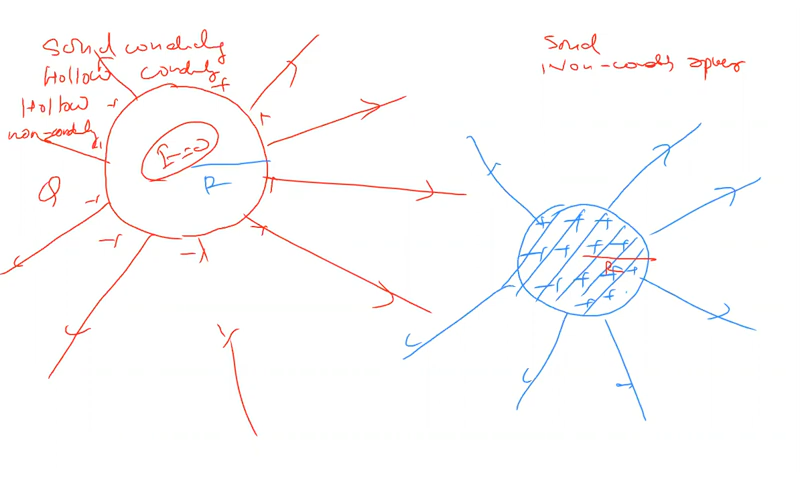 Solid conducting
Hollow conducting
Hollow
non-conducting
E=0
R
Q
+ + + + + + + + +
Solid
Non-conducting sphere
+ + +
+ + + +
+ + + +
R
+ +